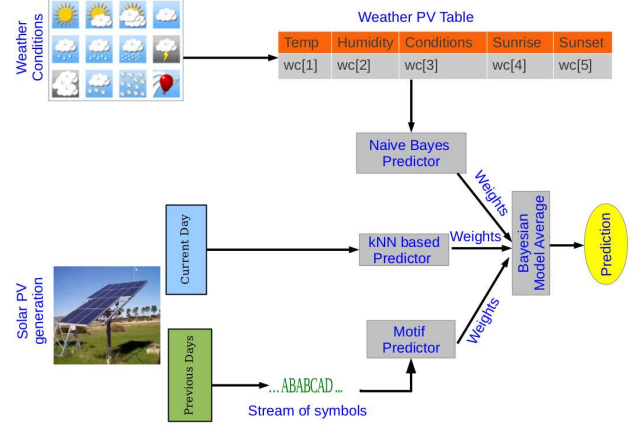 Weather PV Table
Weather
Conditions
Temp Humidity Conditions Sunrise Sunset
wc[1] wc[2] wc[3] wc[4] wc[5]
Naive Bayes
Predictor
Weights
Current Day
kNN based
Predictor
Weights
Bayesian
Model Average
Prediction
Solar PV
generation
Motif
Predictor
Weights
Previous Days
... ABABCAD ...
Stream of symbols